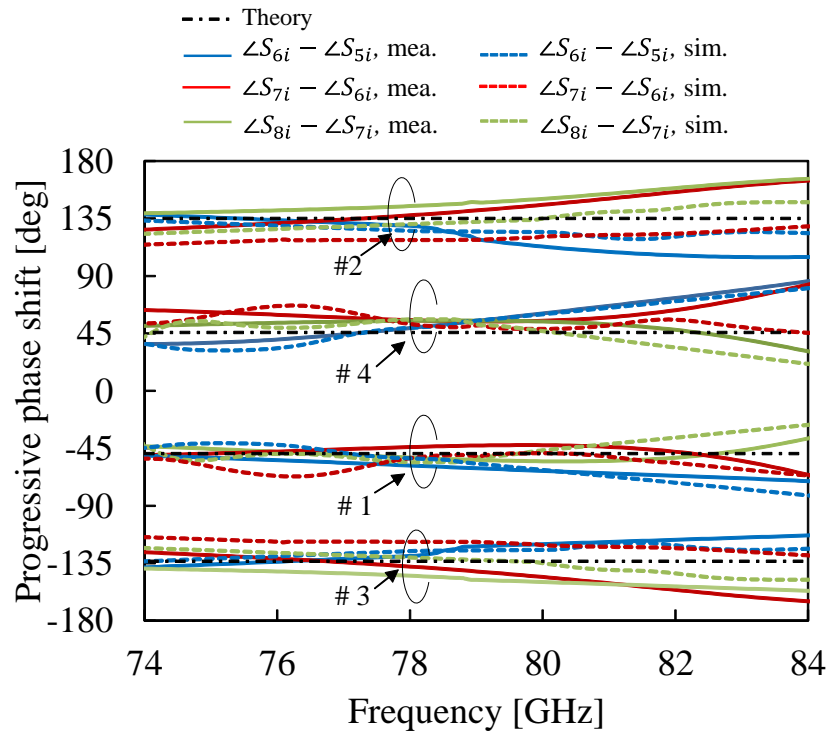 Theory
∠S6i − ∠S5i, mea. ∠S6i − ∠S5i, sim.
∠S7i − ∠S6i, mea. ∠S7i − ∠S6i, sim.
∠S8i − ∠S7i, mea. ∠S8i − ∠S7i, sim.
Progressive phase shift [deg]
180
135
90
45
0
-45
-90
-135
-180
#2
# 4
# 1
# 3
74 76 78 80 82 84
Frequency [GHz]